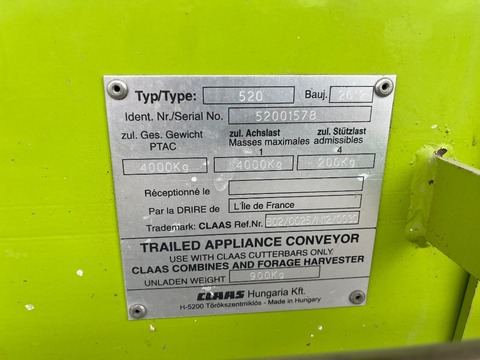 Typ/Type: 520 Bauj.
Ident. Nr./Serial No. 52001578
zul. Ges. Gewicht zul. Achslast zul. Stützlast
PTAC Masses maximales admissibles
1 4
4000Kg 4000Kg 200Kg
Réceptionné le
Par la DRIRE de L'île de France
Trademark: CLAAS Ref.Nr.
TRAILED APPLIANCE CONVEYOR
USE WITH CLAAS CUTTERBARS ONLY
CLAAS COMBINES AND FORAGE HARVESTER
UNLADEN WEIGHT 900Kg
CLAAS Hungaria Kft.
H-5200 Törökszentmiklós - Made in Hungary